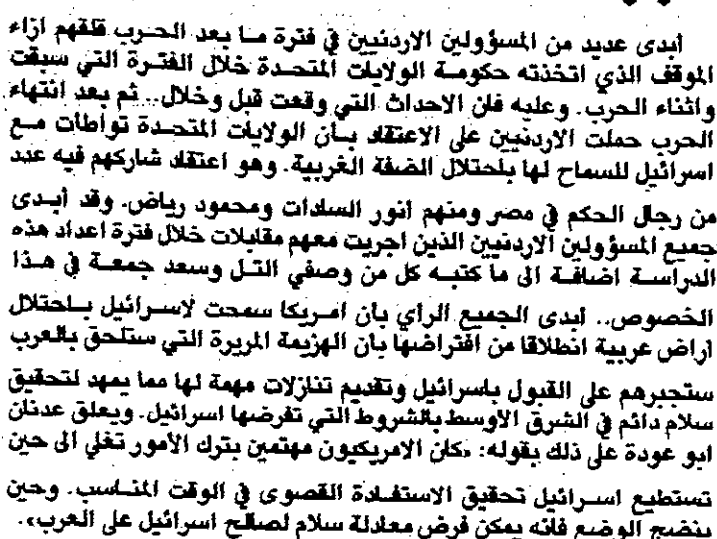 أبدى عديد من المسؤولين الاردنيين في فترة ما بعد الحرب قلقهم ازاء
الموقف الذي اتخذته حكومة الولايات المتحدة خلال الفترة التي سبقت
واثناء الحرب. وعليه فان الاحداث التي وقعت قبل وخلال.. ثم بعد انتهاء
الحرب حملت الاردنيين على الاعتقاد بأن الولايات المتحدة تواطأت مع
اسرائيل للسماح لها بلحتلال الضفة الغربية. وهو اعتقاد شاركهم فيه عدد
من رجال الحكم في مصر ومنهم أنور السادات ومحمود رياض. وقد أبدى
جميع المسؤولين الاردنيين الذين اجريت معهم مقابلات خلال فترة اعداد هذه
الدراسة اضافة الى ما كتبه كل من وصفي التل وسعد جمعة في هذا
الخصوص.. ابدى الجميع الرأي بأن امريكا سمحت لاسرائيل بلحتلال
أراض عربية انطلاقا من افتراضها بأن الهزيمة المريرة التي ستلحق بالعرب
ستجبرهم على القبول باسرائيل وتقديم تنازلات مهمة لها مما يمهد لتحقيق
سلام دائم في الشرق الأوسط بالشروط التي تفرضها اسرائيل. ويعلق عدنان
ابو عودة على ذلك بقوله: «كان الامريكيون مهتمين بترك الأمور تغلي الى حين
تستطيع اسرائيل تحقيق الاستفادة القصوى في الوقت المناسب. وحين
ينضج الوضع فانه يمكن فرض معادلة سلام لصالح اسرائيل على العرب».